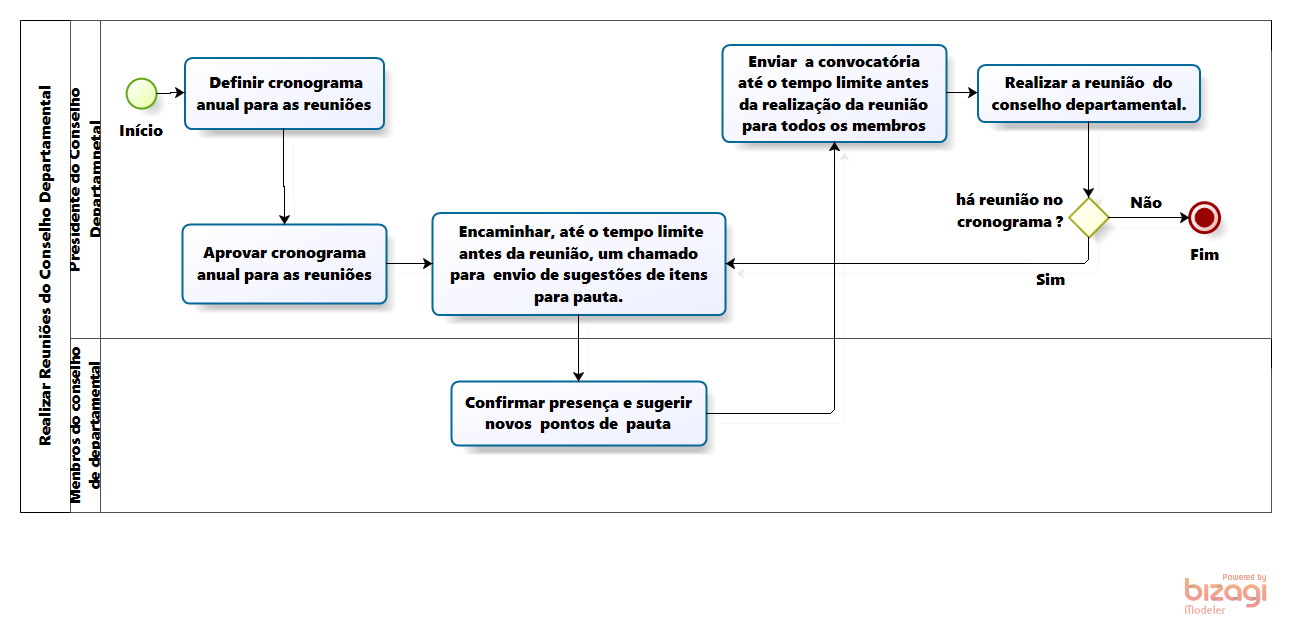 Realizar Reuniões do Conselho Departamental
Presidente do Conselho
Departamnetal
Início
Definir cronograma
anual para as reuniões
Aprovar cronograma
anual para as reuniões
Encaminhar, até o tempo limite
antes da reunião, um chamado
para envio de sugestões de itens
para pauta.
Enviar a convocatória
até o tempo limite antes
da realização da reunião
para todos os membros
Realizar a reunião do
conselho departamental.
há reunião no
cronograma ?
Não
Fim
Sim
Menbros do conselho
de departamental
Confirmar presença e sugerir
novos pontos de pauta
Powered by
bizagi
Modeler